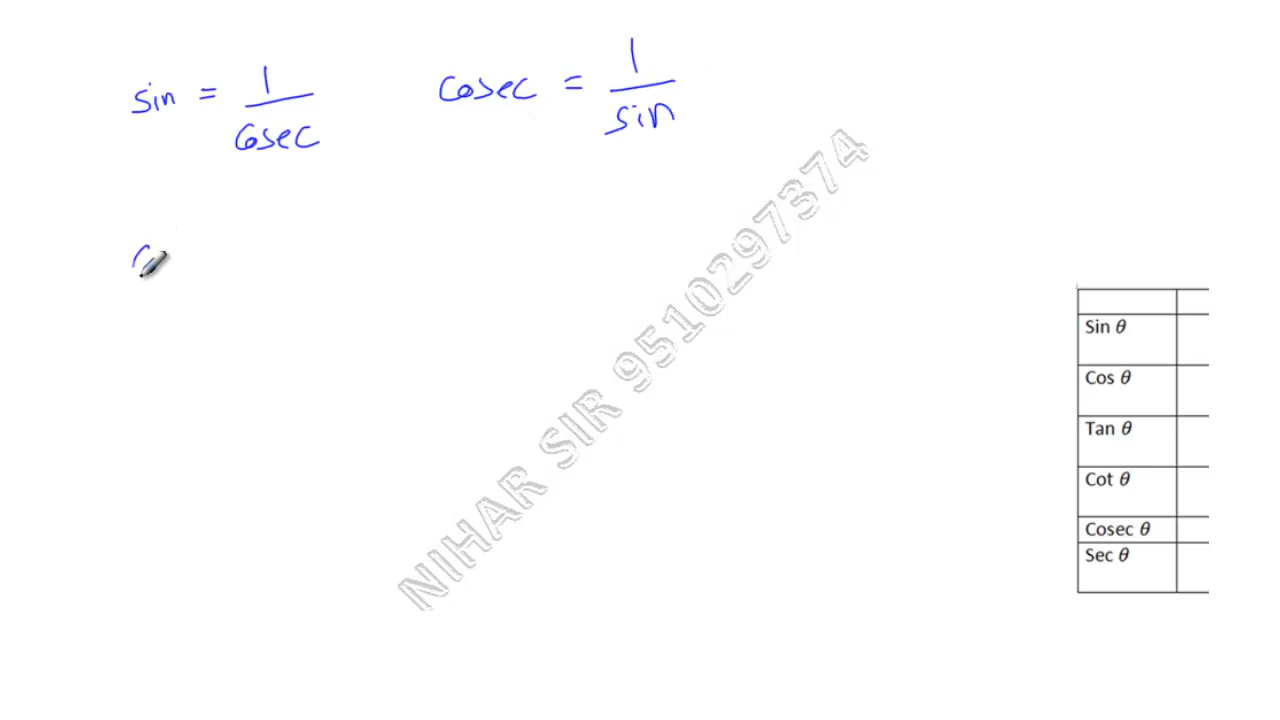 sin = 1/cosec    cosec = 1/sin
NIHAR SIR 9510297374
Sin θ
Cos θ
Tan θ
Cot θ
Cosec θ
Sec θ